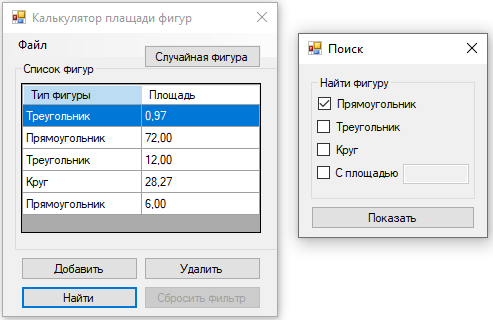 Калькулятор плащади фигур
Файл
Случайная фигура
Список фигур
Тип фигуры Площадь
Треугольник 0,97
Прямоугольник 72,00
Треугольник 12,00
Круг 28,27
Прямоугольник 6,00
Добавить Удалить
Найти Сбросить фильтр
Поиск
Найти фигуру
Прямоугольник
Треугольник
Круг
С площадью
Показать